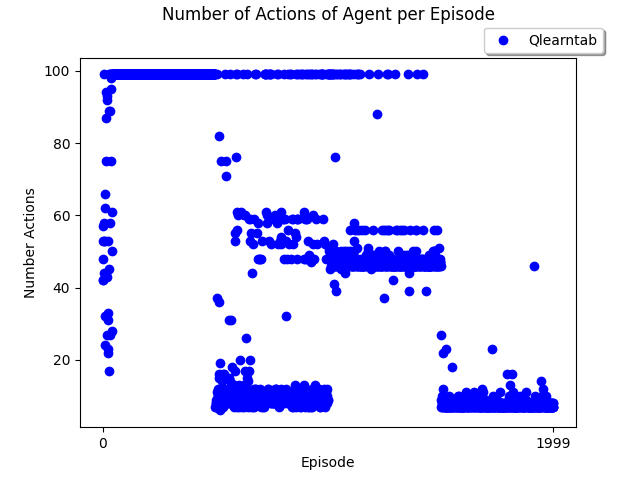 Number of Actions of Agent per Episode
Qlearntab
100
80
60
40
20
Number Actions
0
1999
Episode